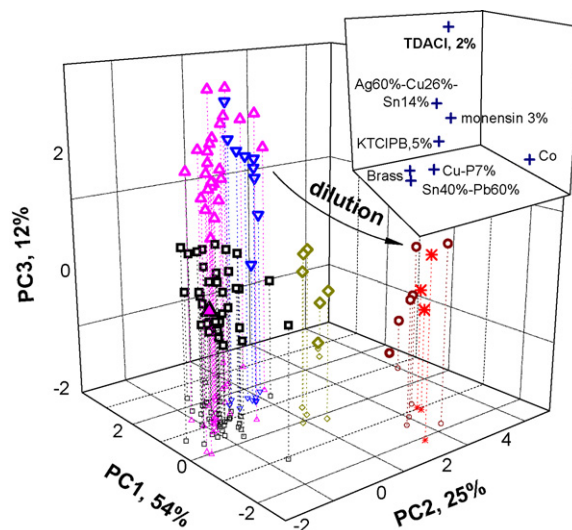 TDACl, 2%
Ag60%-Cu26%-
Sn14%
monensin 3%
KTClPB,5%
Co
Brass
Cu-P7%
Sn40%-Pb60%
dilution
PC3, 12%
2
0
-2
PC1, 54%
2
0
-2
PC2, 25%
-2
0
2
4